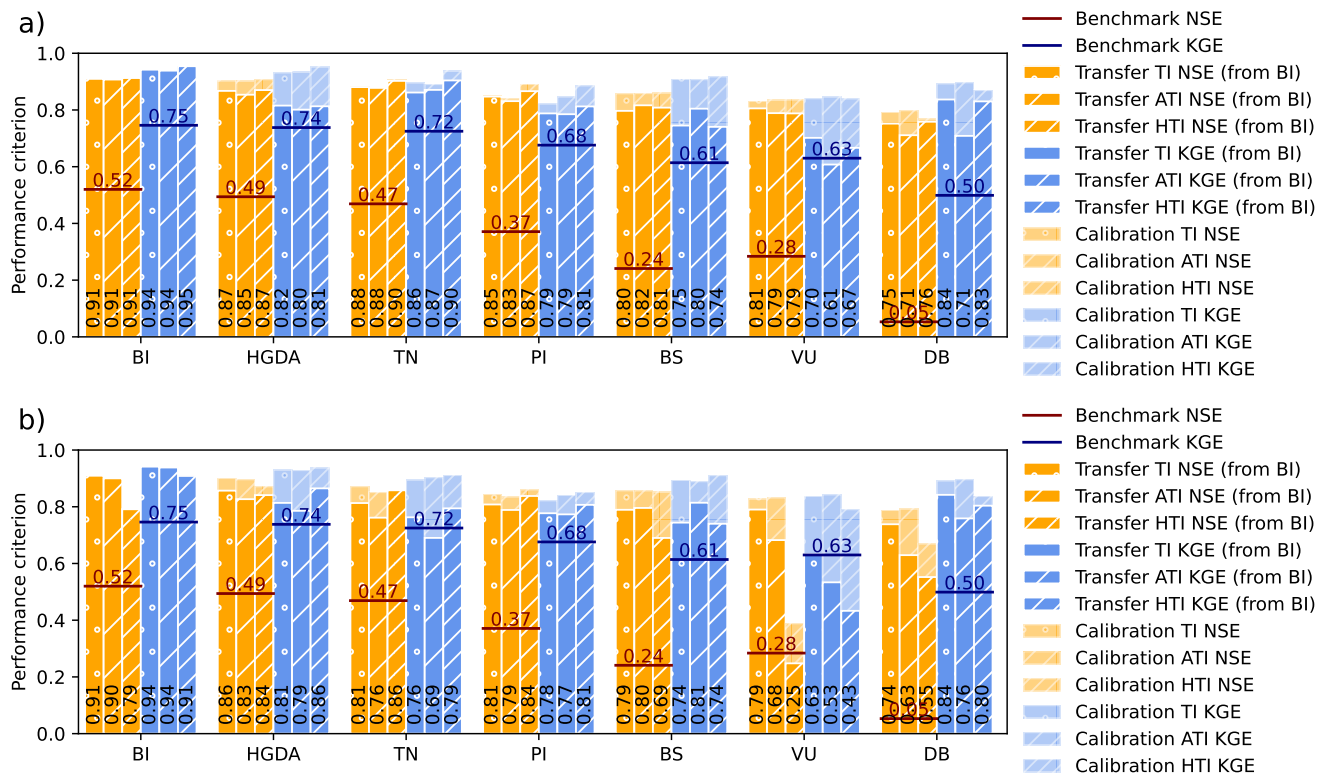 a)
Performance criterion
1.0
0.8
0.6
0.4
0.2
0.0
0.52
0.75
0.49
0.74
0.47
0.72
0.37
0.68
0.24
0.61
0.28
0.63
0.05
0.50
0.91 0.91 0.91 0.94 0.94 0.95
0.87 0.85 0.87 0.82 0.80 0.81
0.88 0.88 0.90 0.86 0.87 0.90
0.85 0.83 0.87 0.79 0.79 0.81
0.80 0.82 0.81 0.75 0.80 0.74
0.81 0.79 0.79 0.70 0.61 0.67
0.75 0.71 0.76 0.84 0.71 0.83
BI HGDA TN PI BS VU DB
Benchmark NSE
Benchmark KGE
Transfer TI NSE (from BI)
Transfer ATI NSE (from BI)
Transfer HTI NSE (from BI)
Transfer TI KGE (from BI)
Transfer ATI KGE (from BI)
Transfer HTI KGE (from BI)
Calibration TI NSE
Calibration ATI NSE
Calibration HTI NSE
Calibration TI KGE
Calibration ATI KGE
Calibration HTI KGE
b)
Performance criterion
1.0
0.8
0.6
0.4
0.2
0.0
0.52
0.75
0.49
0.74
0.47
0.72
0.37
0.68
0.24
0.61
0.28
0.63
0.05
0.50
0.91 0.90 0.79 0.94 0.94 0.91
0.86 0.83 0.84 0.81 0.79 0.86
0.81 0.76 0.86 0.76 0.69 0.79
0.81 0.79 0.84 0.78 0.77 0.81
0.79 0.80 0.69 0.74 0.81 0.74
0.79 0.68 0.25 0.63 0.53 0.43
0.74 0.63 0.55 0.84 0.76 0.80
BI HGDA TN PI BS VU DB
Benchmark NSE
Benchmark KGE
Transfer TI NSE (from BI)
Transfer ATI NSE (from BI)
Transfer HTI NSE (from BI)
Transfer TI KGE (from BI)
Transfer ATI KGE (from BI)
Transfer HTI KGE (from BI)
Calibration TI NSE
Calibration ATI NSE
Calibration HTI NSE
Calibration TI KGE
Calibration ATI KGE
Calibration HTI KGE